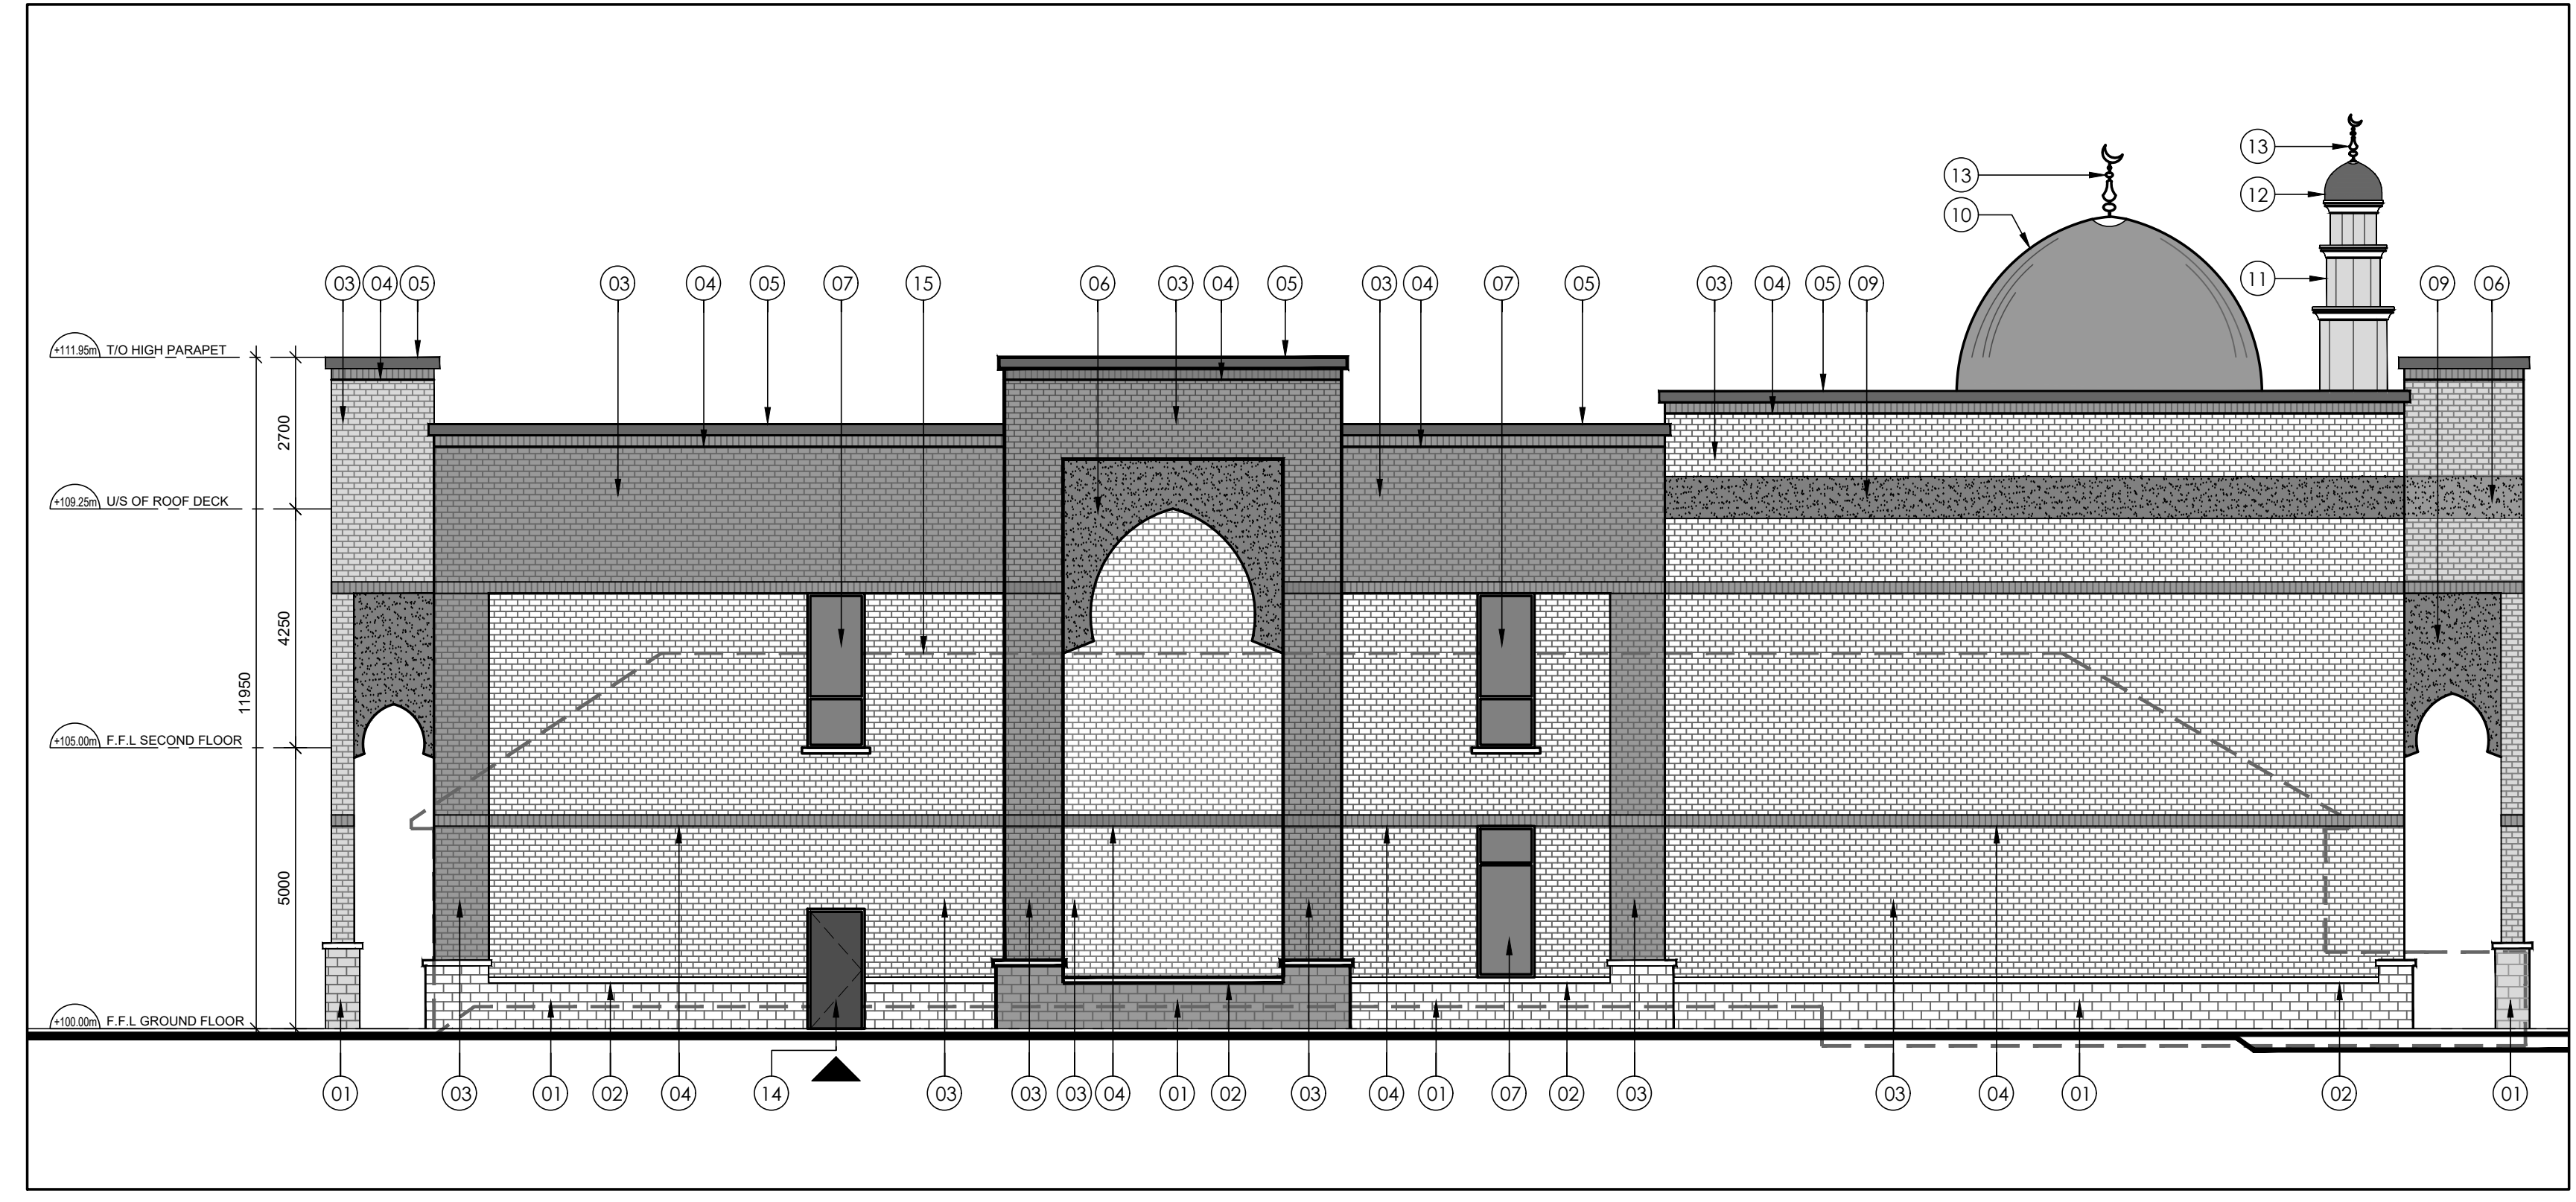 13
13
12
10
11
03 04 05 03 04 05 07 15 06 03 04 05 03 04 07 05 03 04 05 09 09 06
+111.95m T/O HIGH PARAPET
2700
+109.25m U/S OF ROOF DECK
4250
11950
+105.00m F.F.L SECOND FLOOR
5000
+100.00m F.F.L GROUND FLOOR
01 03 01 02 04 14 03 03 03 04 01 02 03 04 01 07 02 03 03 04 01 02 01